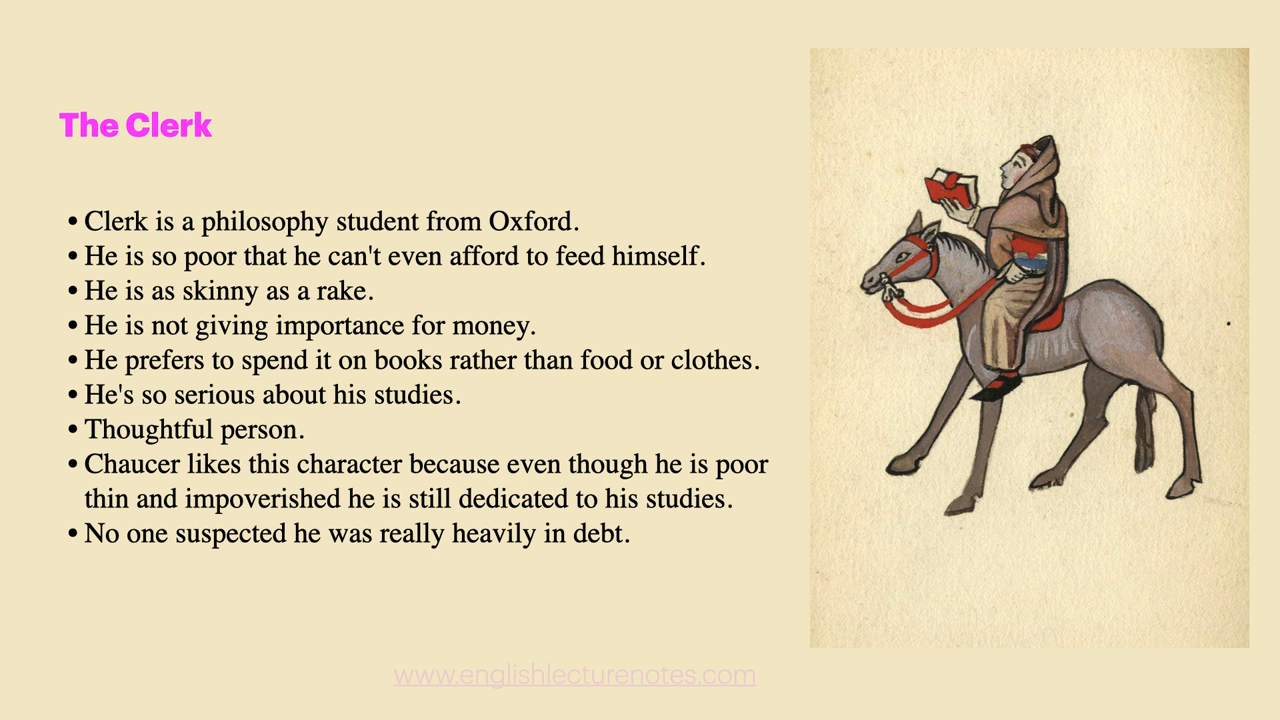 The Clerk
• Clerk is a philosophy student from Oxford.
• He is so poor that he can't even afford to feed himself.
• He is as skinny as a rake.
• He is not giving importance for money.
• He prefers to spend it on books rather than food or clothes.
• He's so serious about his studies.
• Thoughtful person.
• Chaucer likes this character because even though he is poor
thin and impoverished he is still dedicated to his studies.
• No one suspected he was really heavily in debt.
www.englishlecturenotes.com